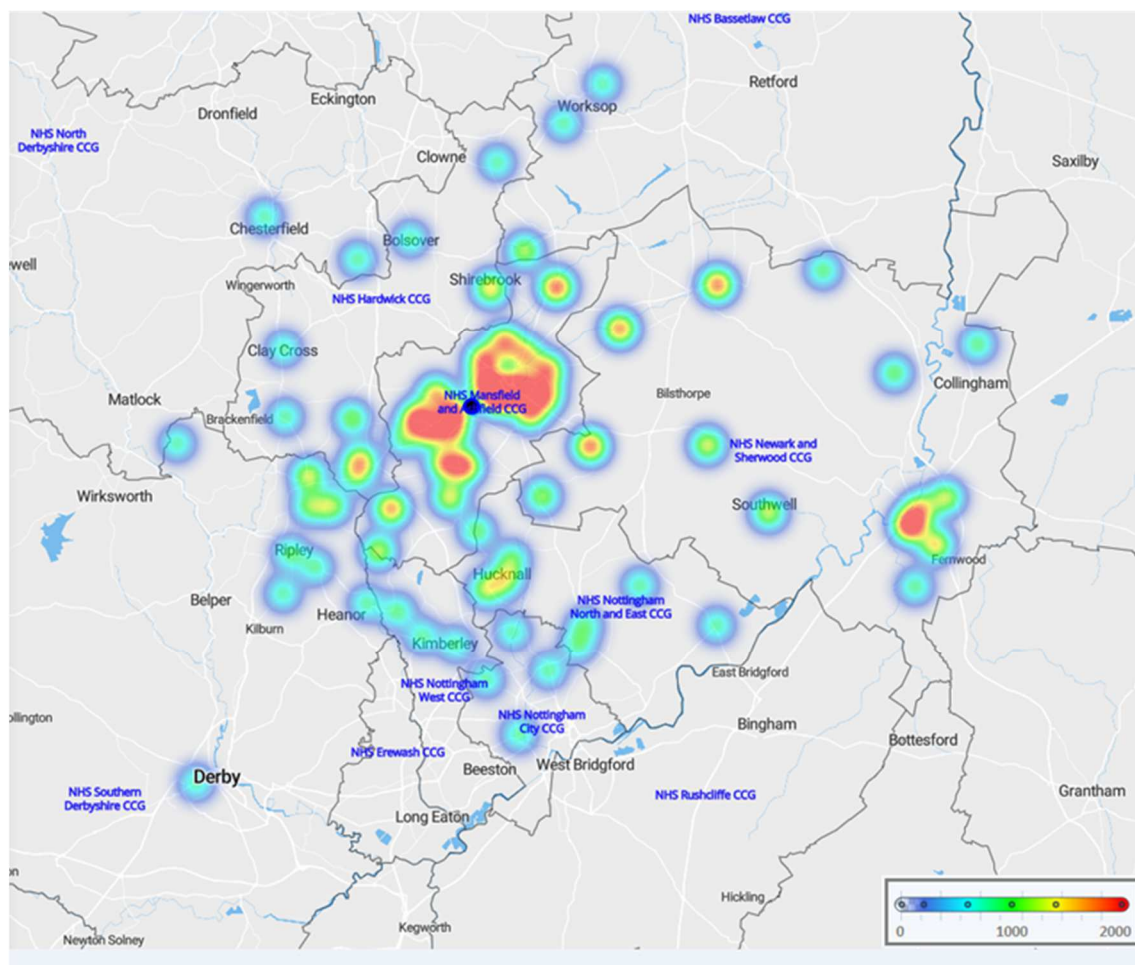 NHS Bassetlaw CCG
Retford
Eckington
Worksop
Dronfield
NHS North
Derbyshire CCG
Clowne
Saxilby
Chesterfield
Bolsover
well
Shirebrook
Wingerworth
NHS Hardwick CCG
Clay Cross
Collingham
Bilsthorpe
Matlock
NHS Mansfield
and Ashfield CCG
Brackenfield
NHS Newark and
Sherwood CCG
Wirksworth
Southwell
Ripley
Fernwood
Hucknall
Belper
NHS Nottingham
North and East CCG
Heanor
Kilburn
Kimberley
East Bridgford
NHS Nottingham
West CCG
ollington
NHS Nottingham
City CCG
Bingham
Bottesford
NHS Erewash CCG
Beeston
West Bridgford
Derby
NHS Southern
Derbyshire CCG
NHS Rushcliffe CCG
Grantham
Long Eaton
on
Hickling
Kegworth
Newton Solney
0 1000 2000